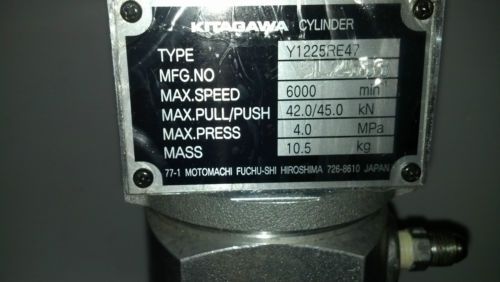 KITAGAWA CYLINDER
TYPE Y1225RE47
MFG.NO
MAX.SPEED 6000 min
MAX.PULL/PUSH 42.0/45.0 kN
MAX.PRESS 4.0 MPa
MASS 10.5 kg
77-1 MOTOMACHI FUCHU-SHI HIROSHIMA 726-8610 JAPAN